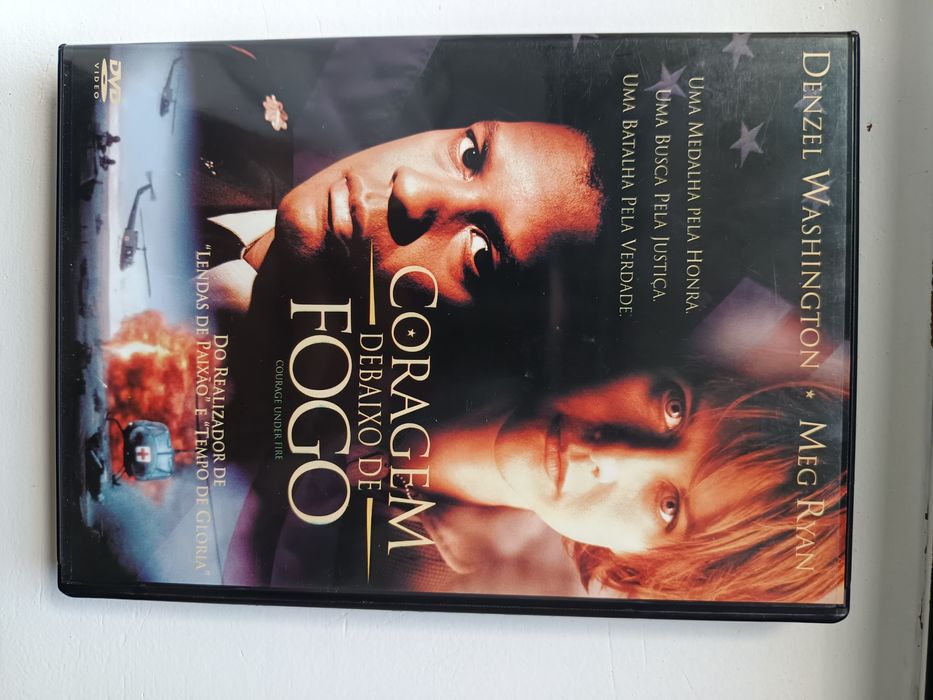 DENZEL WASHINGTON ★ MEG RYAN
UMA MEDALHA PELA HONRA.
UMA BUSCA PELA JUSTIÇA.
UMA BATALHA PELA VERDADE.
CORAGEM
DEBAIXO DE
FOGO
COURAGE UNDER FIRE
DO REALIZADOR DE
"LENDAS DE PAIXÃO" E "TEMPO DE GLORIA"
DVD
VIDEO